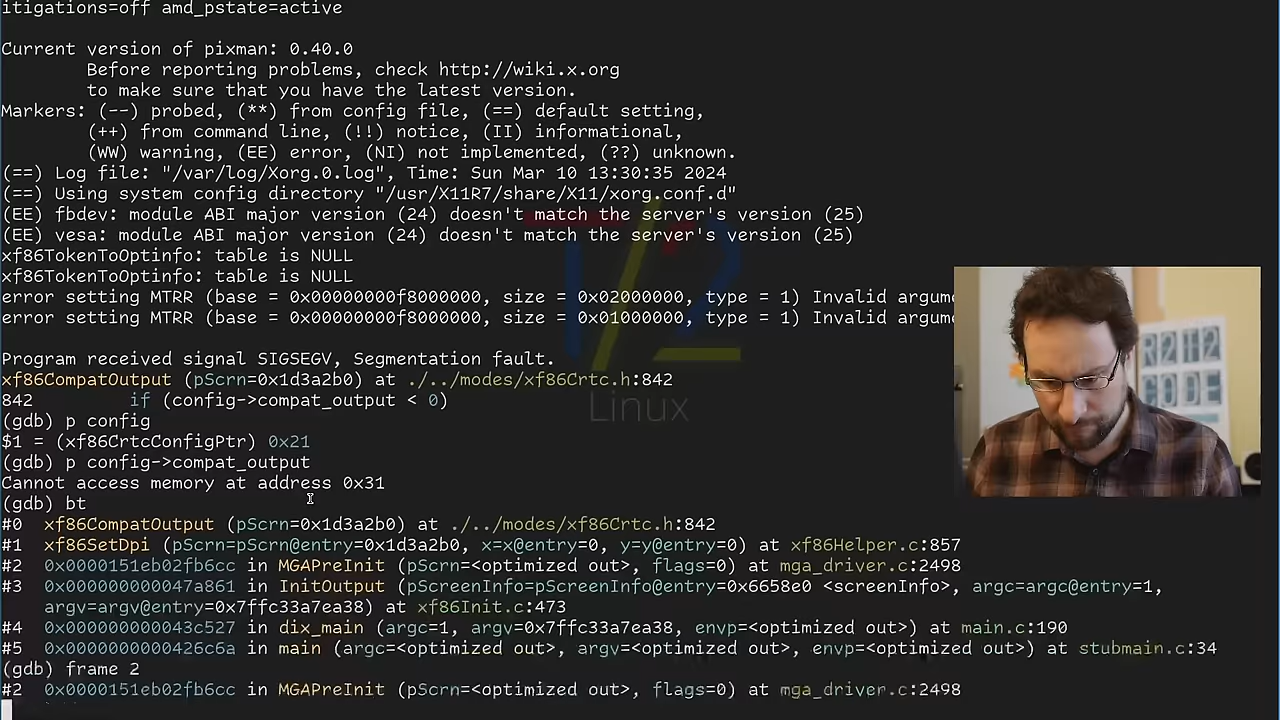 itigations=off amd_pstate=active
Current version of pixman: 0.40.0
Before reporting problems, check http://wiki.x.org
to make sure that you have the latest version.
Markers: (--) probed, (**) from config file, (==) default setting,
(++) from command line, (!!) notice, (II) informational,
(WW) warning, (EE) error, (NI) not implemented, (??) unknown.
(==) Log file: "/var/log/Xorg.0.log", Time: Sun Mar 10 13:30:35 2024
(==) Using system config directory "/usr/X11R7/share/X11/xorg.conf.d"
(EE) fbdev: module ABI major version (24) doesn't match the server's version (25)
(EE) vesa: module ABI major version (24) doesn't match the server's version (25)
xf86TokenToOptinfo: table is NULL
xf86TokenToOptinfo: table is NULL
error setting MTRR (base = 0x00000000f8000000, size = 0x02000000, type = 1) Invalid argume
error setting MTRR (base = 0x00000000f8000000, size = 0x01000000, type = 1) Invalid argume
Program received signal SIGSEGV, Segmentation fault.
xf86CompatOutput (pScrn=0x1d3a2b0) at ./../modes/xf86Crtc.h:842
842 if (config->compat_output < 0)
(gdb) p config
$1 = (xf86CrtcConfigPtr) 0x21
(gdb) p config->compat_output
Cannot access memory at address 0x31
(gdb) bt
#0 xf86CompatOutput (pScrn=0x1d3a2b0) at ./../modes/xf86Crtc.h:842
#1 xf86SetDpi (pScrn=pScrn@entry=0x1d3a2b0, x=x@entry=0, y=y@entry=0) at xf86Helper.c:857
#2 0x0000151eb02fb6cc in MGAPreInit (pScrn=<optimized out>, flags=0) at mga_driver.c:2498
#3 0x000000000047a861 in InitOutput (pScreenInfo=pScreenInfo@entry=0x6658e0 <screenInfo>, argc=argc@entry=1,
argv=argv@entry=0x7ffc33a7ea38) at xf86Init.c:473
#4 0x000000000043c527 in dix_main (argc=1, argv=0x7ffc33a7ea38, envp=<optimized out>) at main.c:190
#5 0x0000000000426c6a in main (argc=<optimized out>, argv=<optimized out>, envp=<optimized out>) at stubmain.c:34
(gdb) frame 2
#2 0x0000151eb02fb6cc in MGAPreInit (pScrn=<optimized out>, flags=0) at mga_driver.c:2498
T/2
Linux
R2T2
CODE